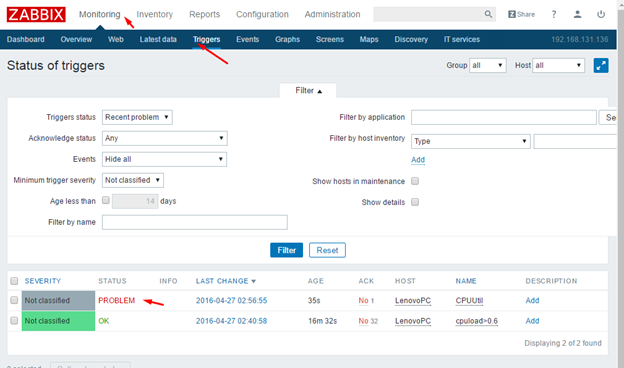 ZABBIX Monitoring Inventory Reports Configuration Administration Z Share ?
Dashboard Overview Web Latest data Triggers Events Graphs Screens Maps Discovery IT services 192.168.131.136
Status of triggers Group all Host all
Filter
Triggers status Recent problem Filter by application Se
Acknowledge status Any Filter by host inventory Type
Events Hide all Add
Minimum trigger severity Not classified Show hosts in maintenance
Age less than 14 days Show details
Filter by name
Filter Reset
SEVERITY STATUS INFO LAST CHANGE AGE ACK HOST NAME DESCRIPTION
Not classified PROBLEM 2016-04-27 02:56:55 35s No 1 LenovoPC CPUUtil Add
Not classified OK 2016-04-27 02:40:58 16m 32s No 32 LenovoPC cpuload>0.6 Add
Displaying 2 of 2 found